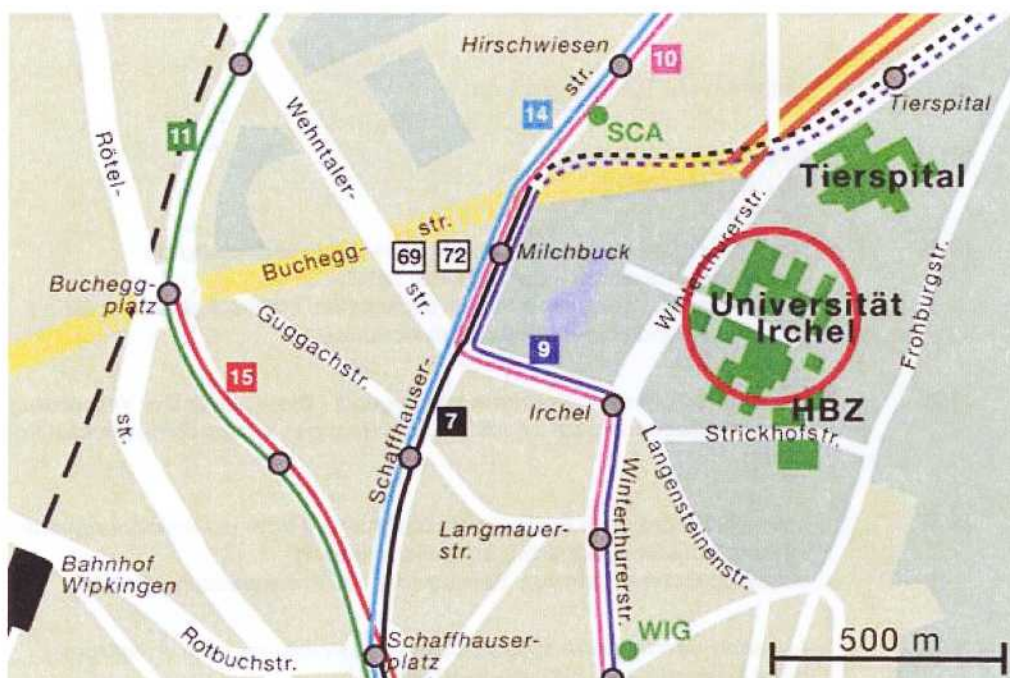 Hirschwiesen
10
str.
14
SCA
Tierspital
11
Wehntaler-
Rötel-
Tierspital
str.
Buchegg-
69
72
Milchbuck
str.
Winterthurerstr.
Buchegg-
platz
Universität
Irchel
Guggachstr.
Frohburgstr.
9
15
Irchel
HBZ
Strickhofstr.
7
Schaffhauser-
str.
Langmauer-
str.
Winterthurerstr.
Langensteinenstr.
Bahnhof
Wipkingen
WIG
500 m
Rotbuchstr.
Schaffhauser-
platz